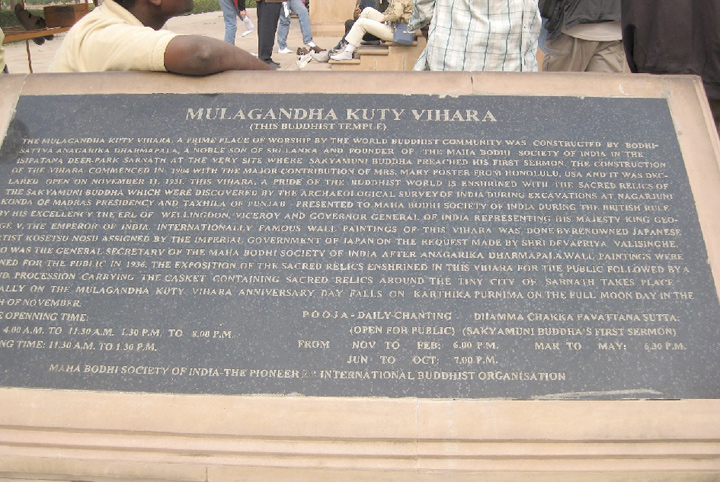 MULAGANDHA KUTY VIHARA
(THIS BUDDHIST TEMPLE)
THE MULAGANDHA KUTY VIHARA, A PRIME PLACE OF WORSHIP BY THE WORLD BUDDHIST COMMUNITY WAS CONSTRUCTED BY BODHI-
SATTVA ANAGARIKA DHARMAPALA, A NOBLE SON OF SRI LANKA AND FOUNDER OF THE MAHA BODHI SOCIETY OF INDIA IN THE
ISIPATANA DEER-PARK SARNATH AT THE VERY SITE WHERE SAKYAMUNI BUDDHA PREACHED HIS FIRST SERMON. THE CONSTRUCTION
OF THE VIHARA COMMENCED IN 1904 WITH THE MAJOR CONTRIBUTION OF MRS. MARY FOSTER FROM HONOLULU, USA AND IT WAS DEC-
LARED OPEN ON NOVEMBER 11, 1931. THIS VIHARA, A PRIDE OF THE BUDDHIST WORLD IS ENSHRINED WITH THE SACRED RELICS OF
THE SAKYAMUNI BUDDHA WHICH WERE DISCOVERED BY THE ARCHAEOLOGICAL SURVEY OF INDIA DURING EXCAVATIONS AT NAGARJUNI
KONDA OF MADRAS PRESIDENCY AND TAXHILA OF PUNJAB PRESENTED TO MAHA BODHI SOCIETY OF INDIA DURING THE BRITISH RULE
BY HIS EXCELLENCY THE ERL OF WELLINGDON, VICEROY AND GOVERNOR GENERAL OF INDIA REPRESENTING HIS MAJESTY KING GEO-
GE V, THE EMPEROR OF INDIA. INTERNATIONALLY FAMOUS WALL PAINTINGS OF THIS VIHARA WAS DONE BY RENOWNED JAPANESE
TIST KOSETSU NOSU ASSIGNED BY THE IMPERIAL GOVERNMENT OF JAPAN ON THE REQUEST MADE BY SHRI DEVAPRIYA VALISINGHE,
O WAS THE GENERAL SECRETARY OF THE MAHA BODHI SOCIETY OF INDIA AFTER ANAGARIKA DHARMAPALA. WALL PAINTINGS WERE
NED FOR THE PUBLIC IN 1936. THE EXPOSITION OF THE SACRED RELICS ENSHRINED IN THIS VIHARA FOR THE PUBLIC FOLLOWED BY A
ND PROCESSION CARRYING THE CASKET CONTAINING SACRED RELICS AROUND THE TINY CITY OF SARNATH TAKES PLACE
ALLY ON THE MULAGANDHA KUTY VIHARA ANNIVERSARY DAY FALLS ON KARTHIKA PURNIMA ON THE FULL MOON DAY IN THE
H OF NOVEMBER.
E OPENNING TIME: POOJA - DAILY-CHANTING DHAMMA CHAKKA PAVATTANA SUTTA:
4.00 A.M. TO 11.30 A.M. 1.30 P.M. TO 8.00 P.M. (OPEN FOR PUBLIC) (SAKYAMUNI BUDDHA'S FIRST SERMON)
NG TIME: 11.30 A.M. TO 1.30 P.M. FROM NOV TO FEB: 6.00 P.M. MAR TO MAY: 6.30 P.M.
JUN TO OCT: 7.00 P.M.
MAHA BODHI SOCIETY OF INDIA-THE PIONEER INTERNATIONAL BUDDHIST ORGANISATION